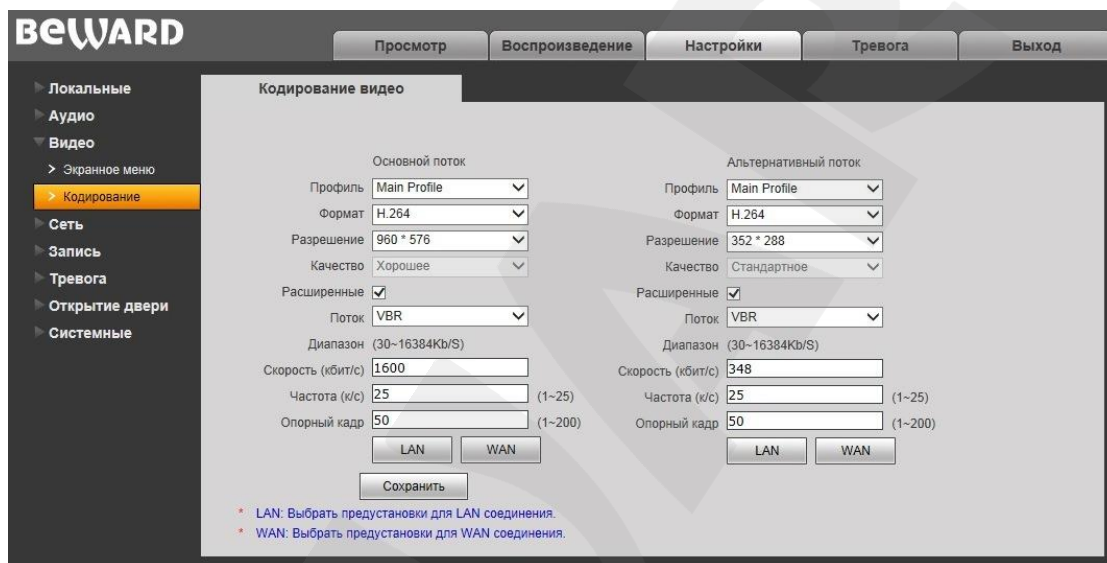 BEWARD
Просмотр Воспроизведение Настройки Тревога Выход
Локальные
Аудио
Видео
> Экранное меню
> Кодирование
Сеть
Запись
Тревога
Открытие двери
Системные
Кодирование видео
Основной поток
Профиль Main Profile
Формат H.264
Разрешение 960 * 576
Качество Хорошее
Расширенные
Поток VBR
Диапазон (30~16384Kb/S)
Скорость (кбит/с) 1600
Частота (к/с) 25 (1~25)
Опорный кадр 50 (1~200)
LAN WAN
Альтернативный поток
Профиль Main Profile
Формат H.264
Разрешение 352 * 288
Качество Стандартное
Расширенные
Поток VBR
Диапазон (30~16384Kb/S)
Скорость (кбит/с) 348
Частота (к/с) 25 (1~25)
Опорный кадр 50 (1~200)
LAN WAN
Сохранить
* LAN: Выбрать предустановки для LAN соединения.
* WAN: Выбрать предустановки для WAN соединения.